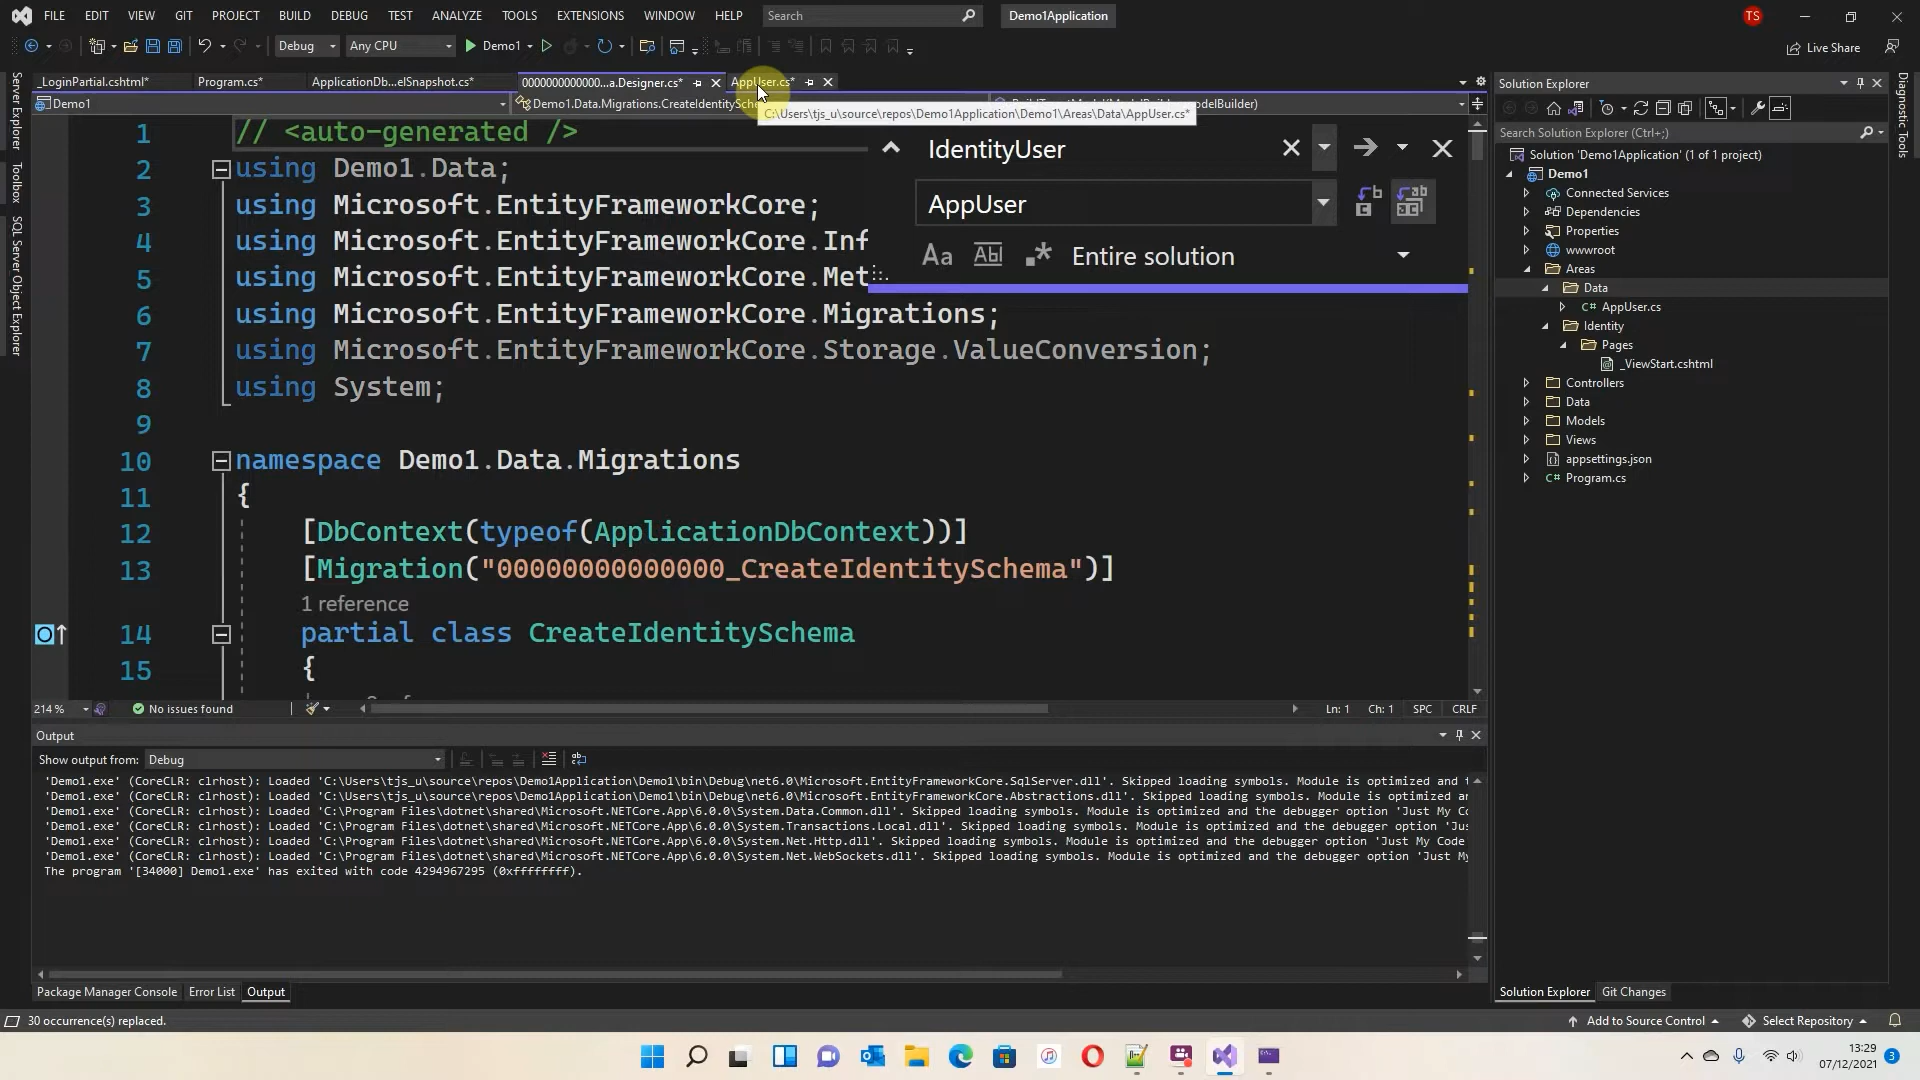 FILE EDIT VIEW GIT PROJECT BUILD DEBUG TEST ANALYZE TOOLS EXTENSIONS WINDOW HELP Search Demo1Application TS
Debug Any CPU Demo1 Live Share
_LoginPartial.cshtml* Program.cs* ApplicationDb...elSnapshot.cs* 0000000000000...a.Designer.cs* AppUser.cs*
Demo1 Demo1.Data.Migrations.CreateIdentitySche odelBuilder)
C:\Users\tjs_u\source\repos\Demo1Application\Demo1\Areas\Data\AppUser.cs*
Server Explorer
Toolbox
SQL Server Object Explorer
1 // <auto-generated />
2 using Demo1.Data;
3 using Microsoft.EntityFrameworkCore;
4 using Microsoft.EntityFrameworkCore.Inf
5 using Microsoft.EntityFrameworkCore.Met
6 using Microsoft.EntityFrameworkCore.Migrations;
7 using Microsoft.EntityFrameworkCore.Storage.ValueConversion;
8 using System;
9
10 namespace Demo1.Data.Migrations
11 {
12 [DbContext(typeof(ApplicationDbContext))]
13 [Migration("00000000000000_CreateIdentitySchema")]
1 reference
14 partial class CreateIdentitySchema
15 {
IdentityUser
AppUser
Aa Abl .* Entire solution
214 % No issues found Ln: 1 Ch: 1 SPC CRLF
Output
Show output from: Debug
'Demo1.exe' (CoreCLR: clrhost): Loaded 'C:\Users\tjs_u\source\repos\Demo1Application\Demo1\bin\Debug\net6.0\Microsoft.EntityFrameworkCore.SqlServer.dll'. Skipped loading symbols. Module is optimized and t
'Demo1.exe' (CoreCLR: clrhost): Loaded 'C:\Users\tjs_u\source\repos\Demo1Application\Demo1\bin\Debug\net6.0\Microsoft.EntityFrameworkCore.Abstractions.dll'. Skipped loading symbols. Module is optimized an
'Demo1.exe' (CoreCLR: clrhost): Loaded 'C:\Program Files\dotnet\shared\Microsoft.NETCore.App\6.0.0\System.Data.Common.dll'. Skipped loading symbols. Module is optimized and the debugger option 'Just My Co
'Demo1.exe' (CoreCLR: clrhost): Loaded 'C:\Program Files\dotnet\shared\Microsoft.NETCore.App\6.0.0\System.Transactions.Local.dll'. Skipped loading symbols. Module is optimized and the debugger option 'Jus
'Demo1.exe' (CoreCLR: clrhost): Loaded 'C:\Program Files\dotnet\shared\Microsoft.NETCore.App\6.0.0\System.Net.Http.dll'. Skipped loading symbols. Module is optimized and the debugger option 'Just My Code
'Demo1.exe' (CoreCLR: clrhost): Loaded 'C:\Program Files\dotnet\shared\Microsoft.NETCore.App\6.0.0\System.Net.WebSockets.dll'. Skipped loading symbols. Module is optimized and the debugger option 'Just My
The program '[34000] Demo1.exe' has exited with code 4294967295 (0xffffffff).
Package Manager Console Error List Output
Solution Explorer
Search Solution Explorer (Ctrl+;)
Solution 'Demo1Application' (1 of 1 project)
Demo1
Connected Services
Dependencies
Properties
wwwroot
Areas
Data
C# AppUser.cs
Identity
Pages
_ViewStart.cshtml
Controllers
Data
Models
Views
appsettings.json
C# Program.cs
Solution Explorer Git Changes
Diagnostic Tools
30 occurrence(s) replaced. Add to Source Control Select Repository
13:29
07/12/2021
3